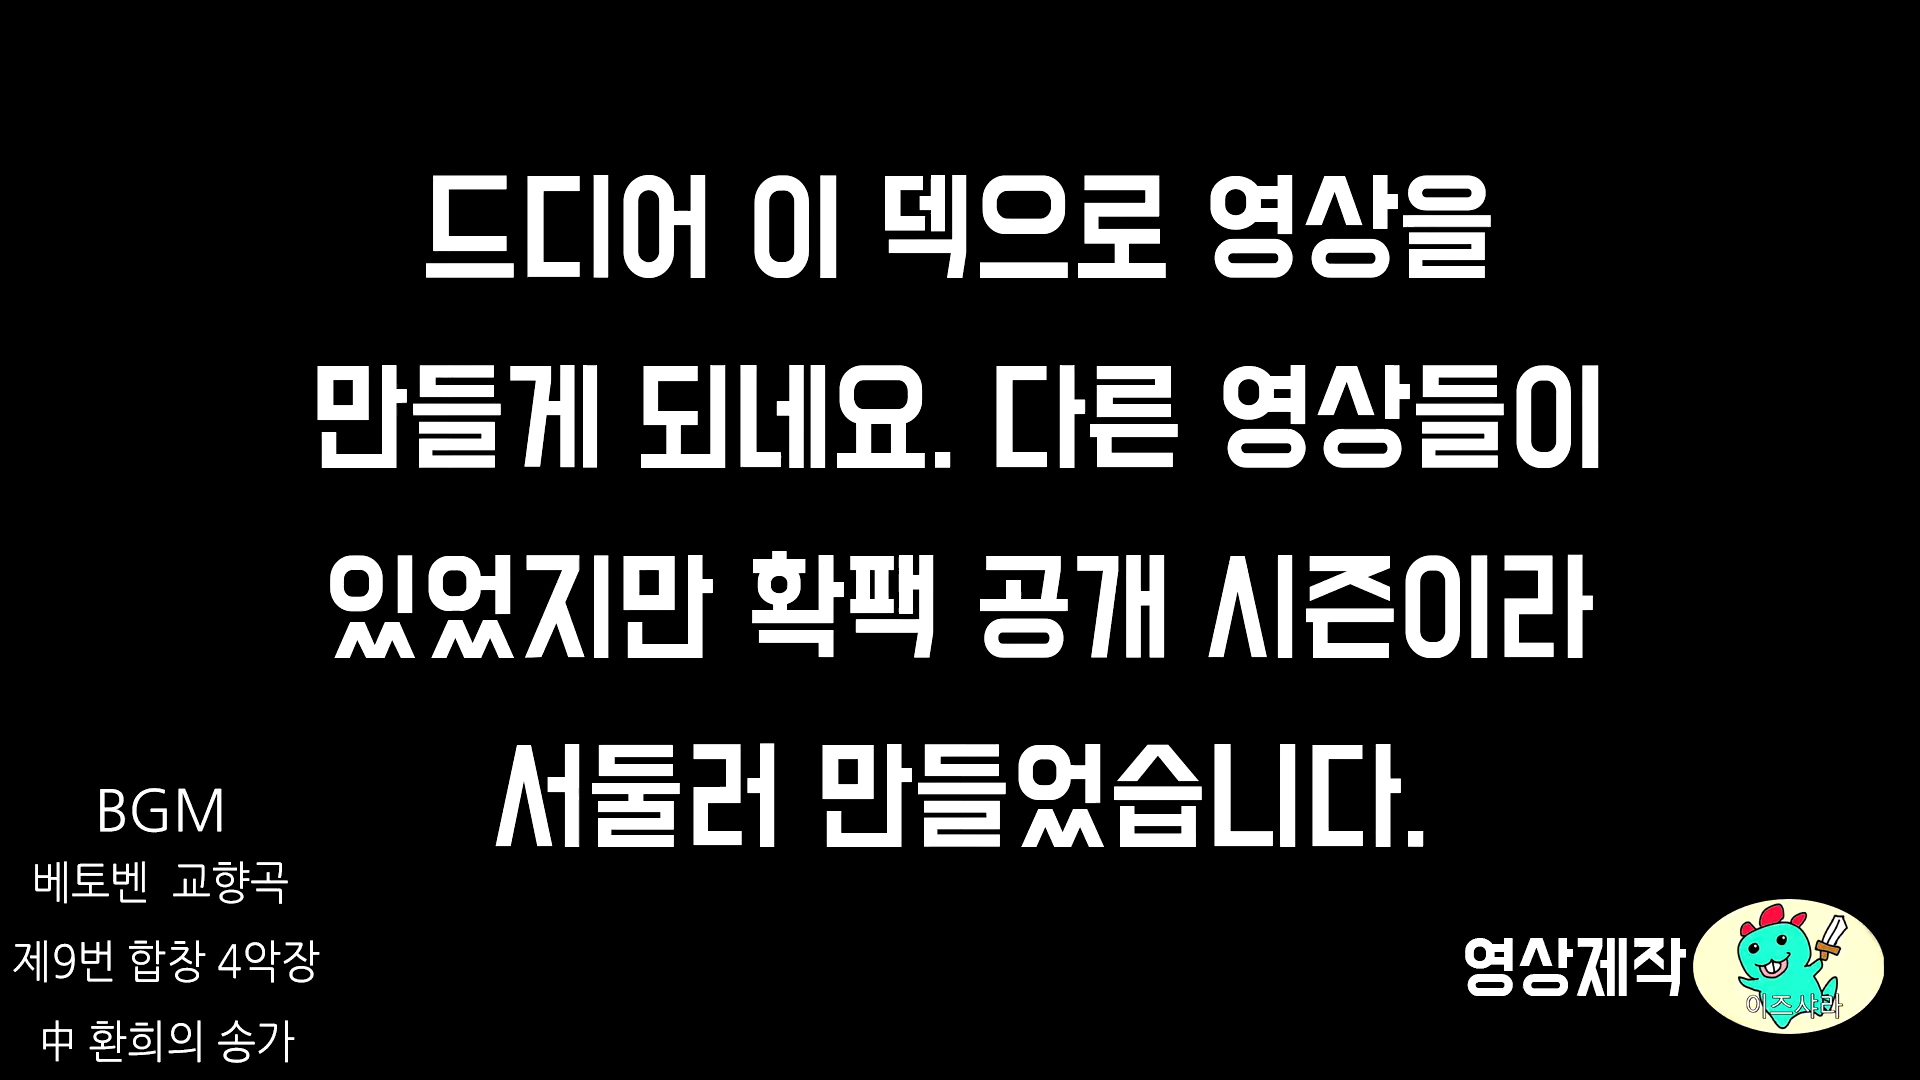 드디어 이 덱으로 영상을
만들게 되네요. 다른 영상들이
있었지만 확팩 공개 시즌이라
서둘러 만들었습니다.
BGM
베토벤 교향곡
제9번 합창 4악장
中 환희의 송가
영상제작
이즈샤라